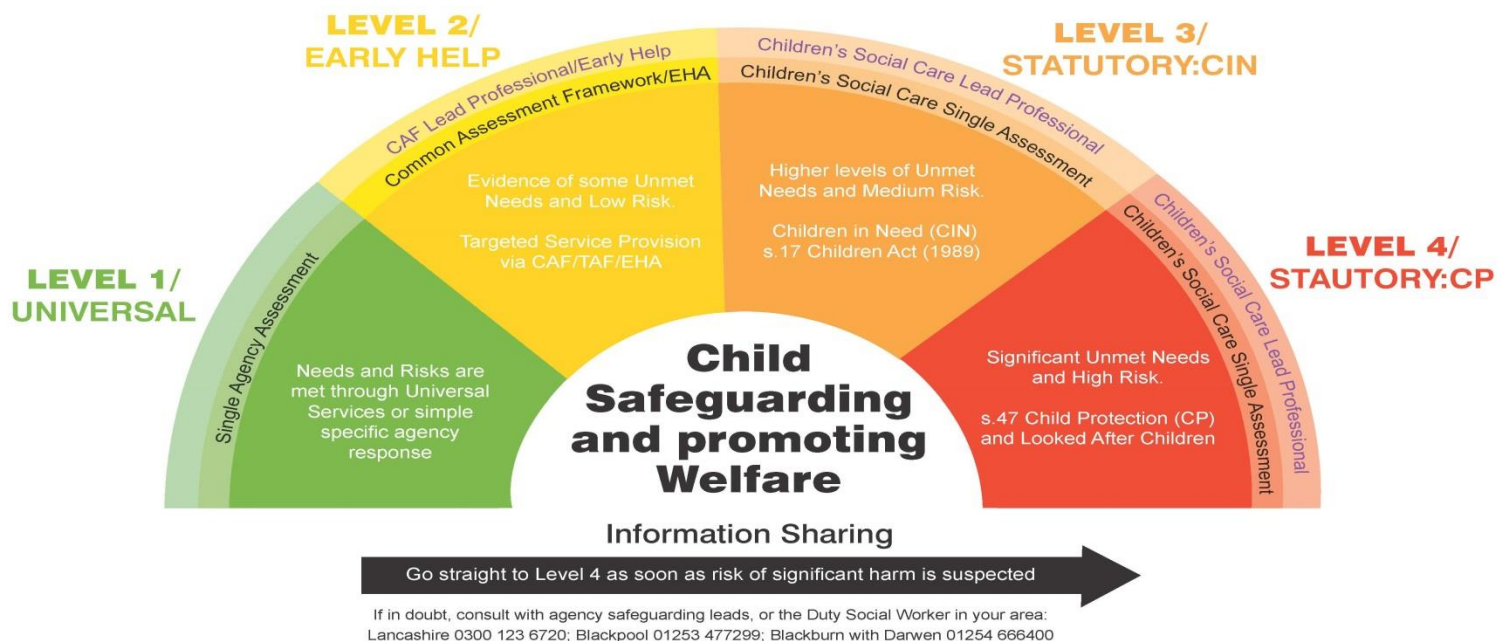 LEVEL 1/
UNIVERSAL
Single Agency Assessment
Needs and Risks are
met through Universal
Services or simple
specific agency
response
LEVEL 2/
EARLY HELP
CAF Lead Professional/Early Help
Common Assessment Framework/EHA
Evidence of some Unmet
Needs and Low Risk.
Targeted Service Provision
via CAF/TAF/EHA
LEVEL 3/
STATUTORY:CIN
Children's Social Care Lead Professional
Children's Social Care Single Assessment
Higher levels of Unmet
Needs and Medium Risk.
Children in Need (CIN)
s.17 Children Act (1989)
LEVEL 4/
STAUTORY:CP
Children's Social Care Lead Professional
Children's Social Care Single Assessment
Significant Unmet Needs
and High Risk.
s.47 Child Protection (CP)
and Looked After Children
Child
Safeguarding
and promoting
Welfare
Information Sharing
Go straight to Level 4 as soon as risk of significant harm is suspected
If in doubt, consult with agency safeguarding leads, or the Duty Social Worker in your area:
Lancashire 0300 123 6720; Blackpool 01253 477299; Blackburn with Darwen 01254 666400